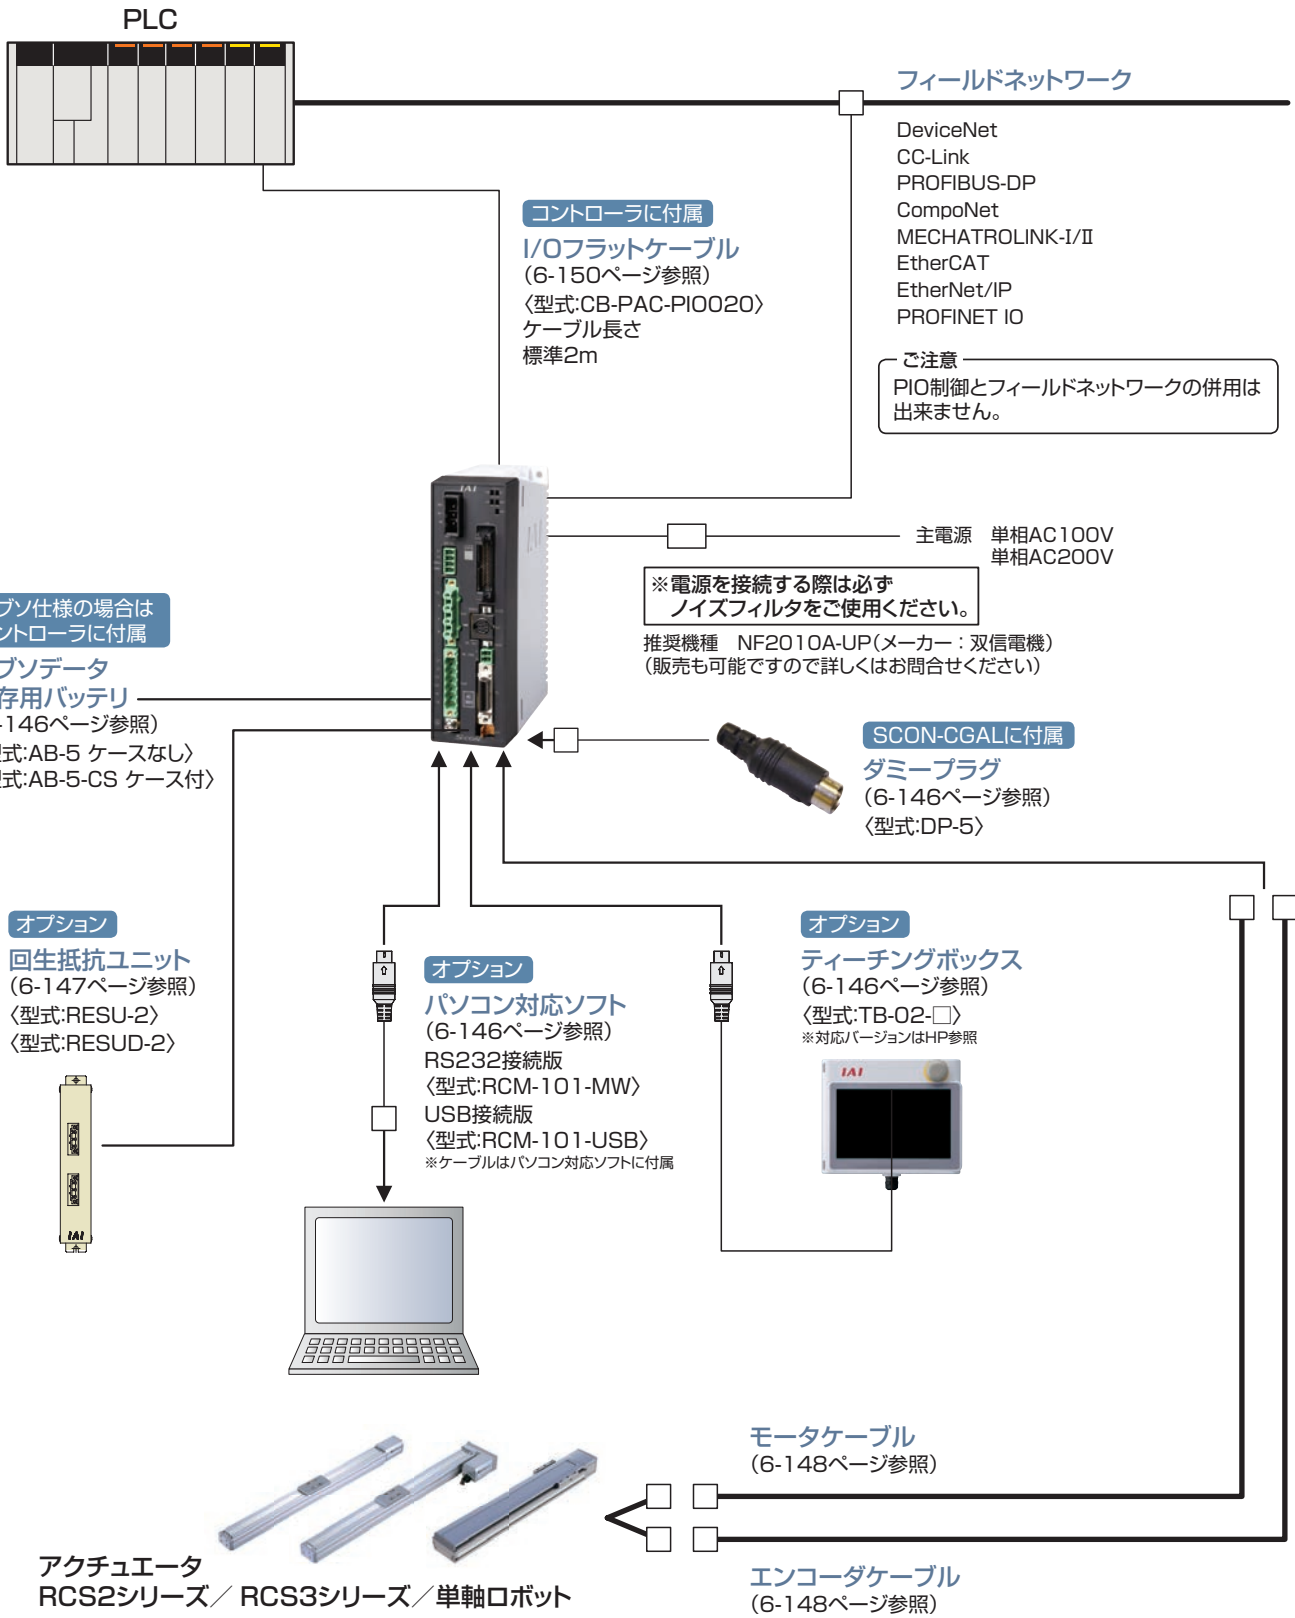 PLC
フィールドネットワーク
DeviceNet
CC-Link
PROFIBUS-DP
CompoNet
MECHATROLINK-I/II
EtherCAT
EtherNet/IP
PROFINET IO
ご注意
PIO制御とフィールドネットワークの併用は
出来ません。
コントローラに付属
I/Oフラットケーブル
（6-150ページ参照）
〈型式:CB-PAC-PIO020〉
ケーブル長さ
標準2m
主電源　単相AC100V
単相AC200V
※電源を接続する際は必ず
ノイズフィルタをご使用ください。
推奨機種　NF2010A-UP（メーカー：双信電機）
（販売も可能ですので詳しくはお問合せください）
ブソ仕様の場合は
ントローラに付属
ブソデータ
存用バッテリ
-146ページ参照）
式:AB-5 ケースなし〉
式:AB-5-CS ケース付〉
SCON-CGALに付属
ダミープラグ
（6-146ページ参照）
〈型式:DP-5〉
オプション
回生抵抗ユニット
（6-147ページ参照）
〈型式:RESU-2〉
〈型式:RESUD-2〉
IAI
オプション
パソコン対応ソフト
（6-146ページ参照）
RS232接続版
〈型式:RCM-101-MW〉
USB接続版
〈型式:RCM-101-USB〉
※ケーブルはパソコン対応ソフトに付属
オプション
ティーチングボックス
（6-146ページ参照）
〈型式:TB-02-□〉
※対応バージョンはHP参照
IAI
IAI
モータケーブル
（6-148ページ参照）
アクチュエータ
RCS2シリーズ／RCS3シリーズ／単軸ロボット
エンコーダケーブル
（6-148ページ参照）